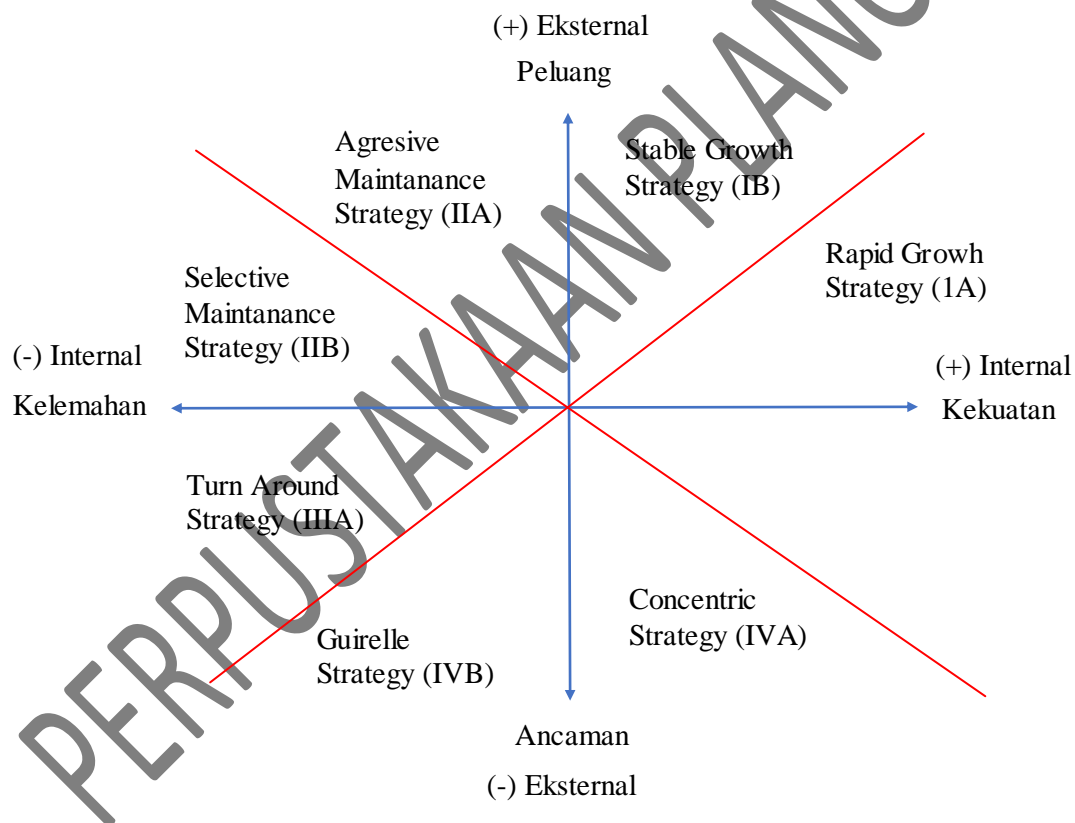 (+) Eksternal
Peluang
Agresive
Maintanance
Strategy (IIA)
Stable Growth
Strategy (IB)
Rapid Growh
Strategy (1A)
Selective
Maintanance
Strategy (IIB)
(-) Internal
Kelemahan
(+) Internal
Kekuatan
Turn Around
Strategy (IIIA)
Guirelle
Strategy (IVB)
Concentric
Strategy (IVA)
Ancaman
(-) Eksternal
PERPUSTAKAAN PLANO